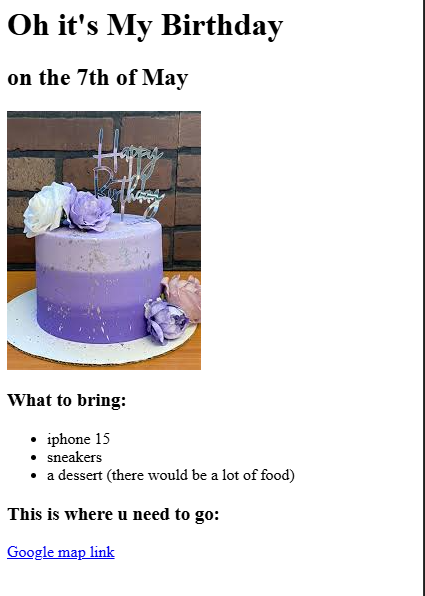 Oh it's My Birthday
on the 7th of May
Happy
Birthday
What to bring:
iphone 15
sneakers
a dessert (there would be a lot of food)
This is where u need to go:
Google map link